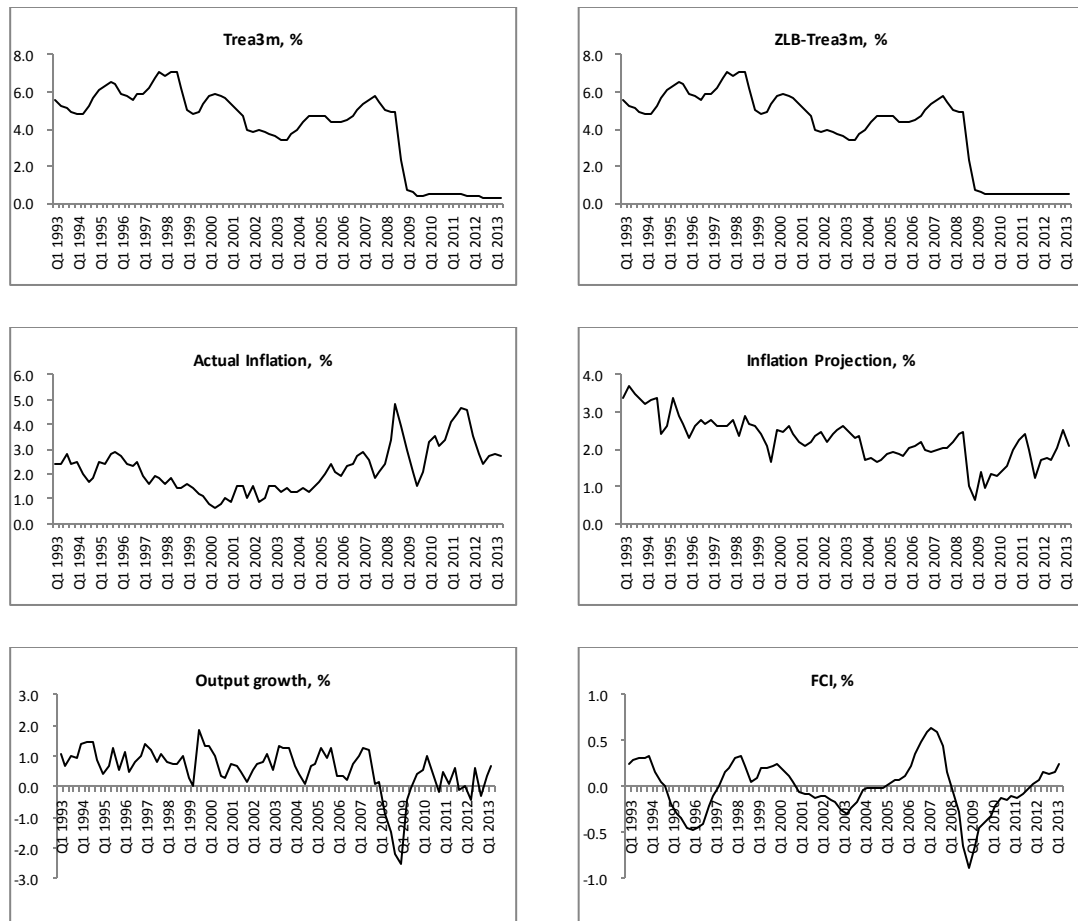 Trea3m, %
8.0
6.0
4.0
2.0
0.0
Q1 1993
Q1 1994
Q1 1995
Q1 1996
Q1 1997
Q1 1998
Q1 1999
Q1 2000
Q1 2001
Q1 2002
Q1 2003
Q1 2004
Q1 2005
Q1 2006
Q1 2007
Q1 2008
Q1 2009
Q1 2010
Q1 2011
Q1 2012
Q1 2013
ZLB-Trea3m, %
8.0
6.0
4.0
2.0
0.0
Q1 1993
Q1 1994
Q1 1995
Q1 1996
Q1 1997
Q1 1998
Q1 1999
Q1 2000
Q1 2001
Q1 2002
Q1 2003
Q1 2004
Q1 2005
Q1 2006
Q1 2007
Q1 2008
Q1 2009
Q1 2010
Q1 2011
Q1 2012
Q1 2013
Actual Inflation, %
6.0
5.0
4.0
3.0
2.0
1.0
0.0
Q1 1993
Q1 1994
Q1 1995
Q1 1996
Q1 1997
Q1 1998
Q1 1999
Q1 2000
Q1 2001
Q1 2002
Q1 2003
Q1 2004
Q1 2005
Q1 2006
Q1 2007
Q1 2008
Q1 2009
Q1 2010
Q1 2011
Q1 2012
Q1 2013
Inflation Projection, %
4.0
3.0
2.0
1.0
0.0
Q1 1993
Q1 1994
Q1 1995
Q1 1996
Q1 1997
Q1 1998
Q1 1999
Q1 2000
Q1 2001
Q1 2002
Q1 2003
Q1 2004
Q1 2005
Q1 2006
Q1 2007
Q1 2008
Q1 2009
Q1 2010
Q1 2011
Q1 2012
Q1 2013
Output growth, %
3.0
2.0
1.0
0.0
-1.0
-2.0
-3.0
Q1 1993
Q1 1994
Q1 1995
Q1 1996
Q1 1997
Q1 1998
Q1 1999
Q1 2000
Q1 2001
Q1 2002
Q1 2003
Q1 2004
Q1 2005
Q1 2006
Q1 2007
Q1 2008
Q1 2009
Q1 2010
Q1 2011
Q1 2012
Q1 2013
FCI, %
1.0
0.5
0.0
-0.5
-1.0
Q1 1993
Q1 1994
Q1 1995
Q1 1996
Q1 1997
Q1 1998
Q1 1999
Q1 2000
Q1 2001
Q1 2002
Q1 2003
Q1 2004
Q1 2005
Q1 2006
Q1 2007
Q1 2008
Q1 2009
Q1 2010
Q1 2011
Q1 2012
Q1 2013